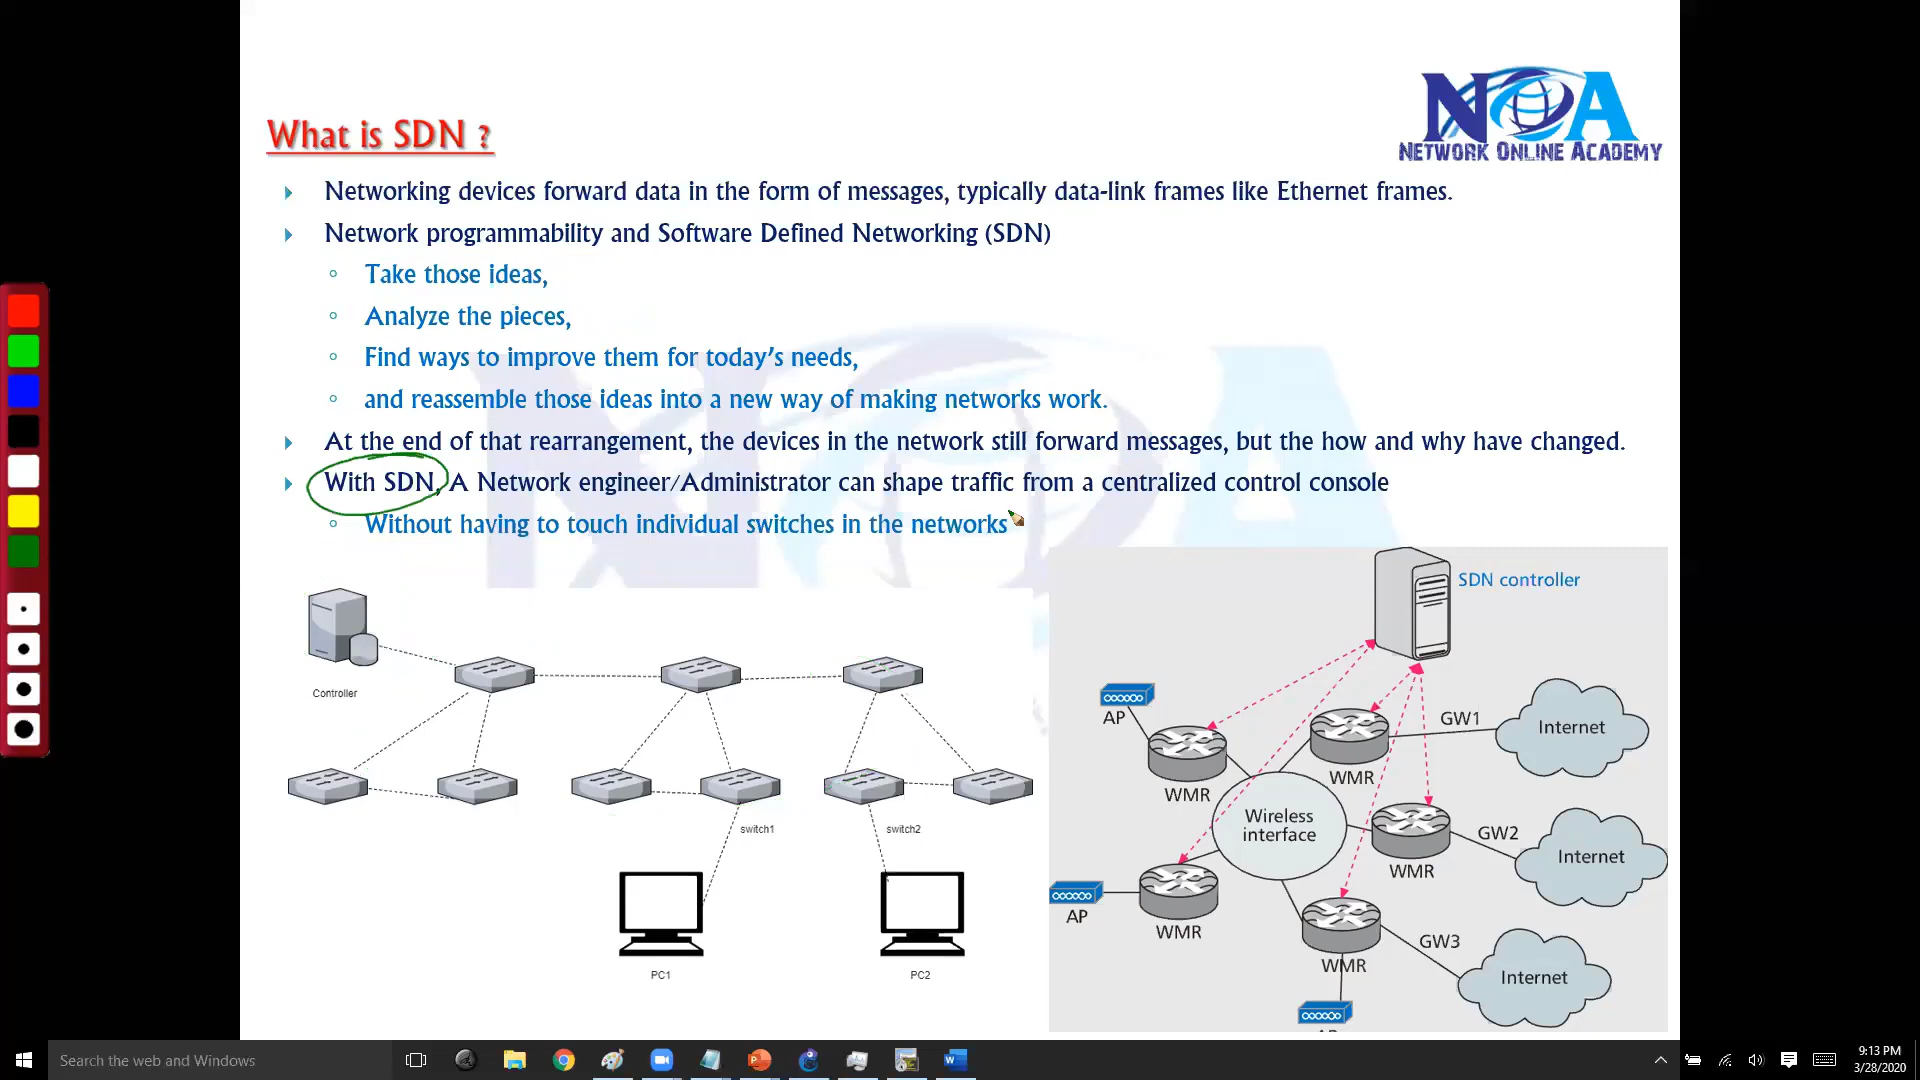 NOA
NETWORK ONLINE ACADEMY
What is SDN ?
Networking devices forward data in the form of messages, typically data-link frames like Ethernet frames.
Network programmability and Software Defined Networking (SDN)
Take those ideas,
Analyze the pieces,
Find ways to improve them for today's needs,
and reassemble those ideas into a new way of making networks work.
At the end of that rearrangement, the devices in the network still forward messages, but the how and why have changed.
With SDN, A Network engineer/Administrator can shape traffic from a centralized control console
Without having to touch individual switches in the networks
Controller
switch1
switch2
PC1
PC2
SDN controller
AP
WMR
WMR
GW1
Internet
Wireless
interface
WMR
GW2
Internet
AP
WMR
WMR
GW3
Internet
Search the web and Windows
9:13 PM
3/28/2020